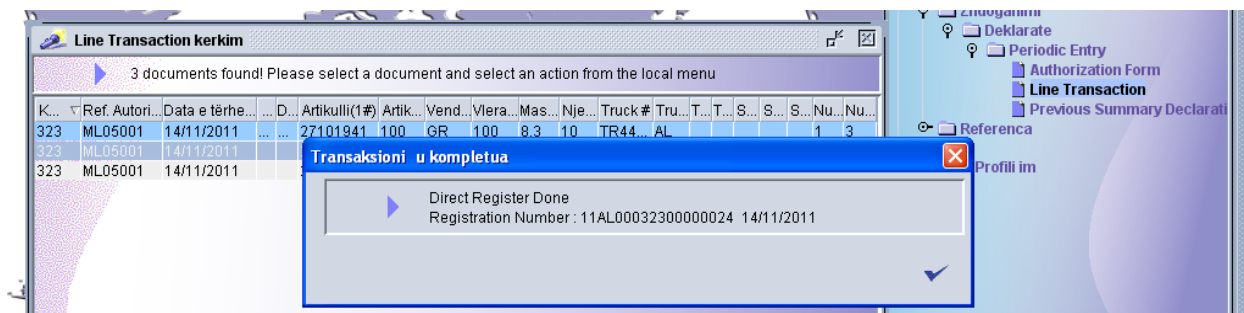 Line Transaction kerkim
3 documents found! Please select a document and select an action from the local menu
K... Ref. Autori... Data e tërhe... ... D... Artikulli(1#) Artik... Vend... Vlera... Mas... Nje... Truck # Tru... T... T... S... S... S... Nu... Nu...
323 ML05001 14/11/2011 ... ... 27101941 100 GR 100 8.3 10 TR44... AL 1 3
323 ML05001 14/11/2011
323 ML05001 14/11/2011
Transaksioni u kompletua
Direct Register Done
Registration Number : 11AL00032300000024 14/11/2011
Zhdoganimi
Deklarate
Periodic Entry
Authorization Form
Line Transaction
Previous Summary Declarati
Referenca
Profili im